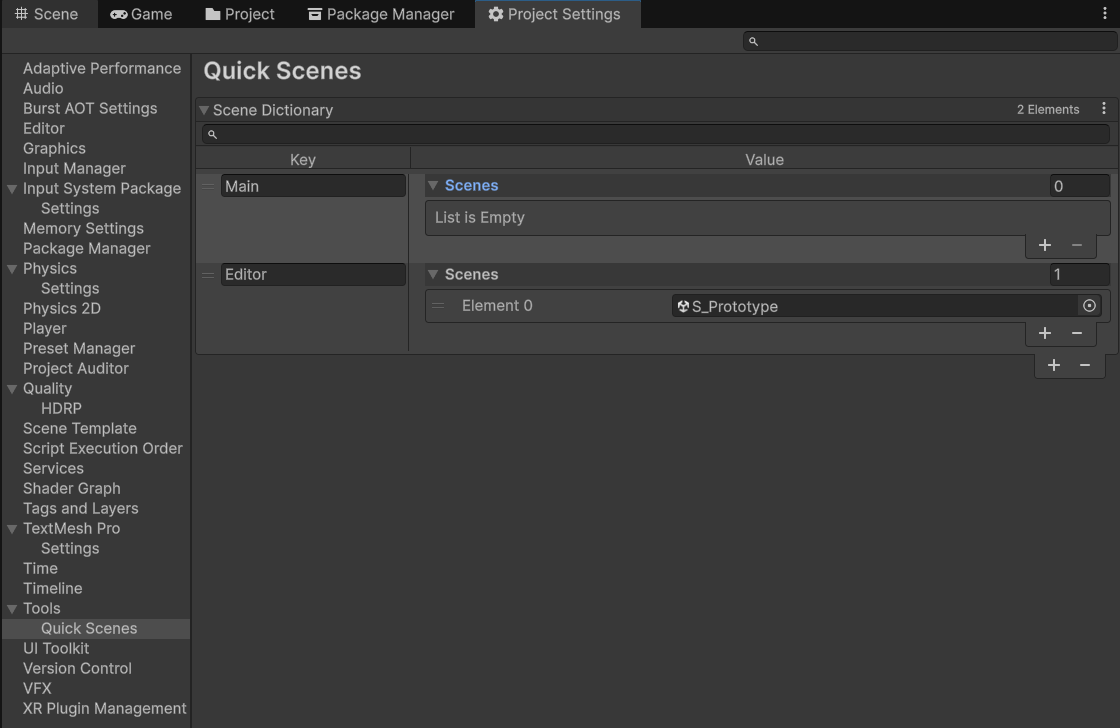 Scene Game Project Package Manager Project Settings
Adaptive Performance
Audio
Burst AOT Settings
Editor
Graphics
Input Manager
Input System Package
Settings
Memory Settings
Package Manager
Physics
Settings
Physics 2D
Player
Preset Manager
Project Auditor
Quality
HDRP
Scene Template
Script Execution Order
Services
Shader Graph
Tags and Layers
TextMesh Pro
Settings
Time
Timeline
Tools
Quick Scenes
UI Toolkit
Version Control
VFX
XR Plugin Management
Quick Scenes
Scene Dictionary 2 Elements
Key Value
Main Scenes 0
List is Empty
Editor Scenes 1
Element 0 S_Prototype